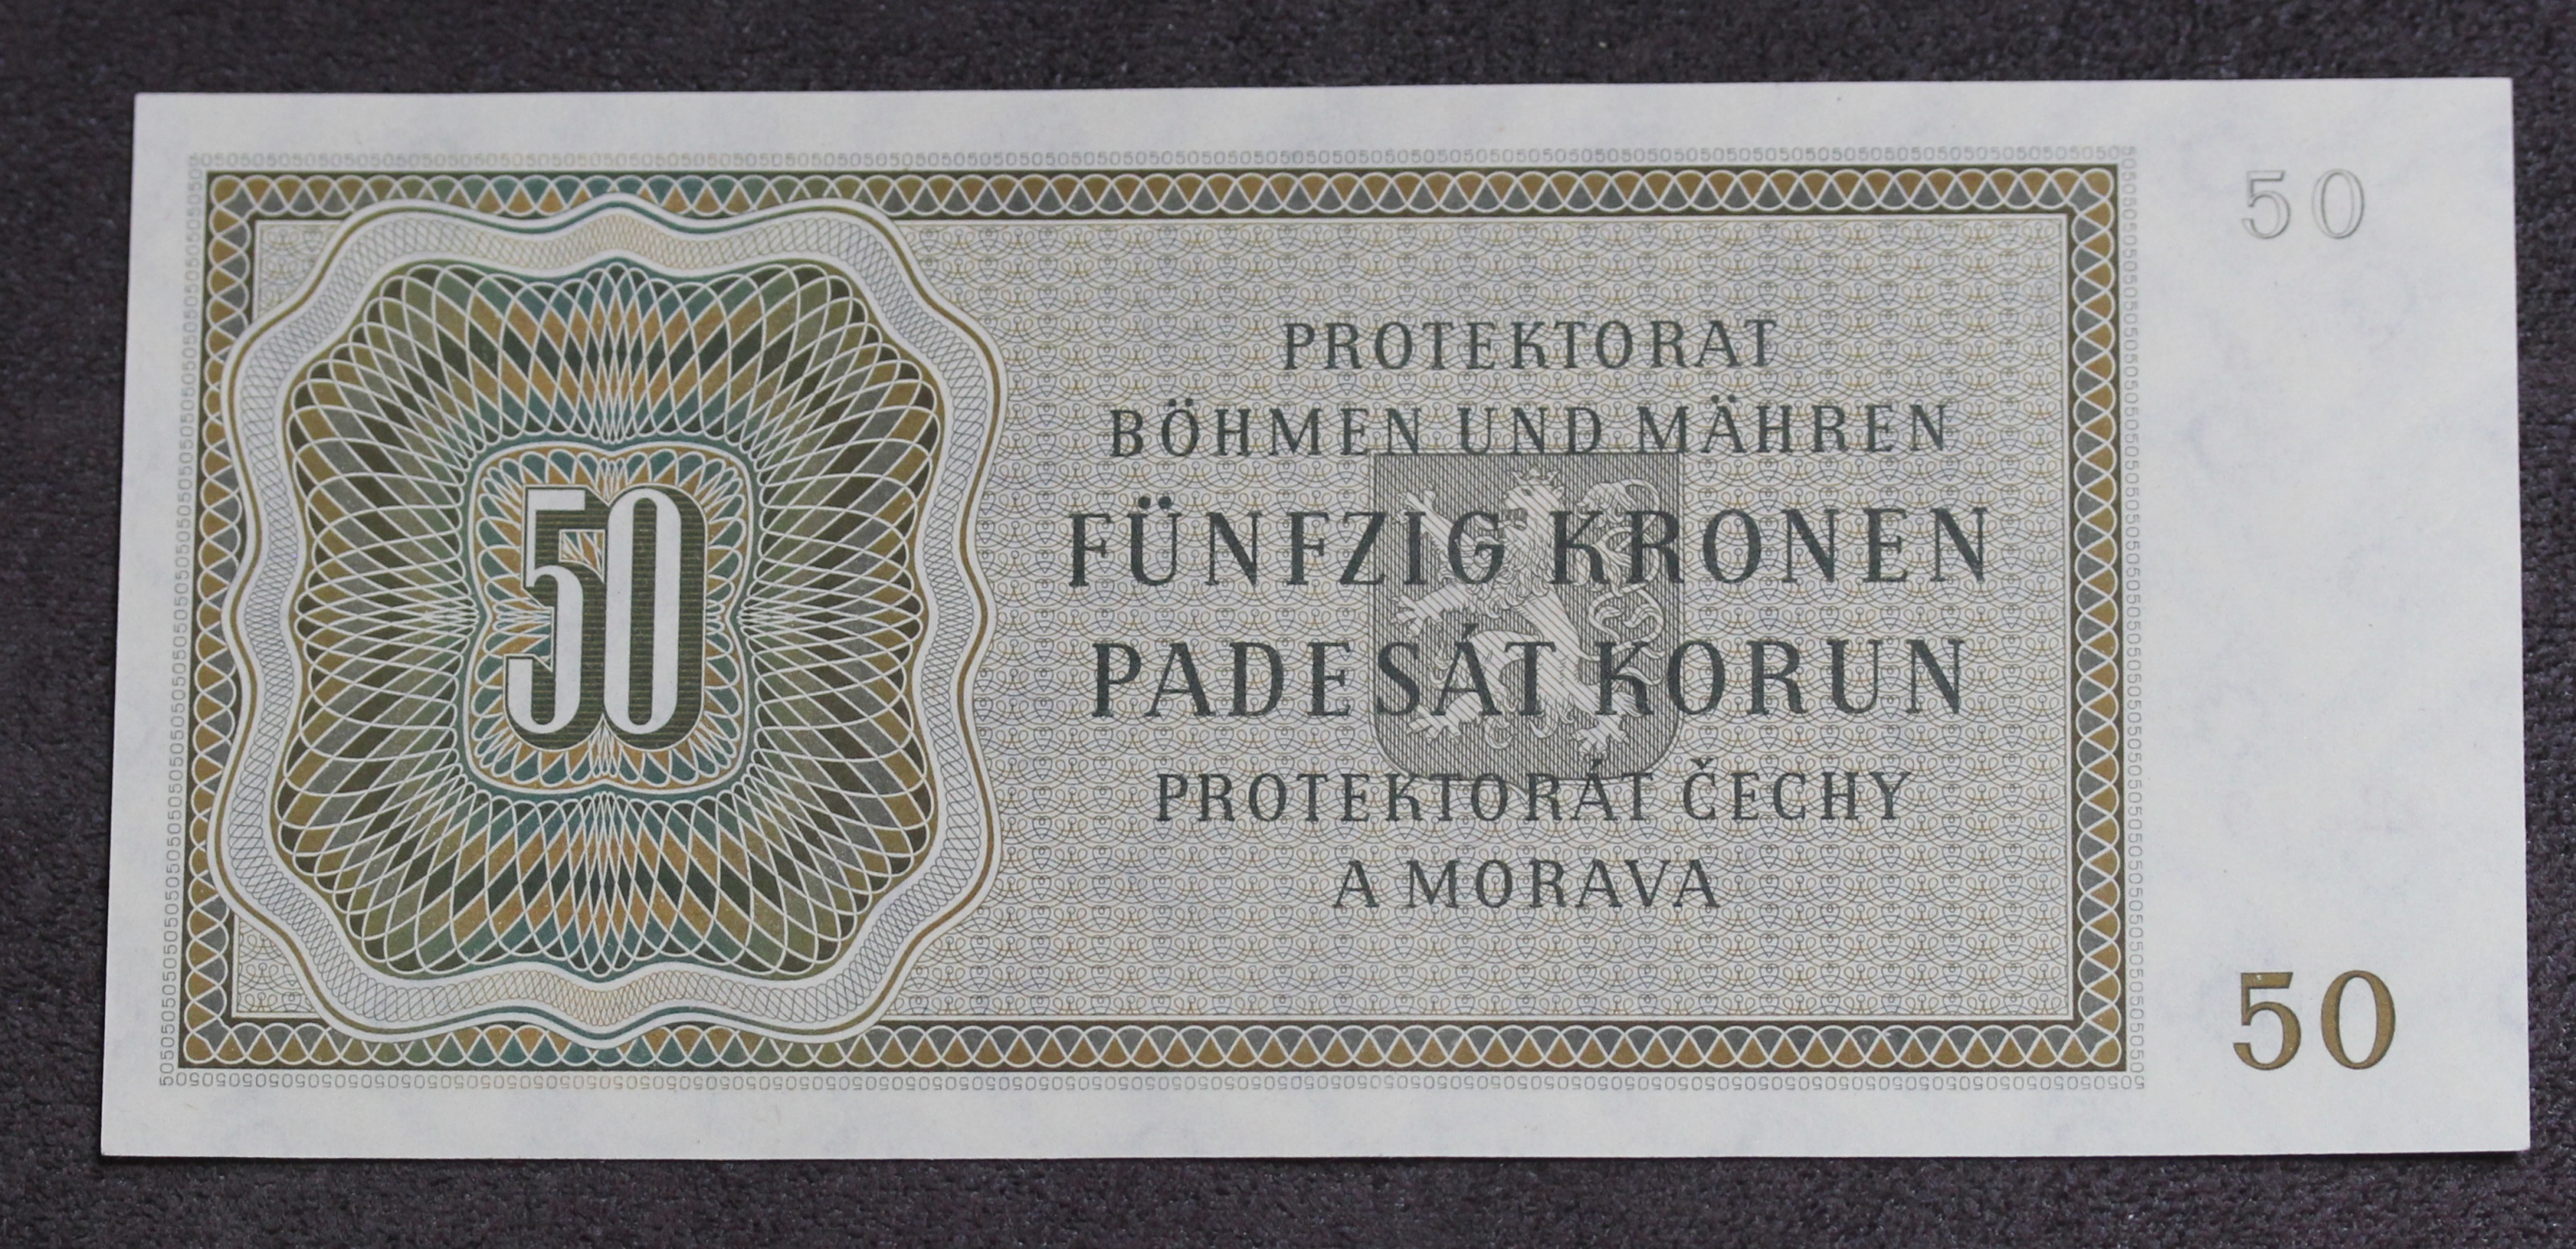 50
PROTEKTORAT
BÖHMEN UND MÄHREN
FÜNFZIG KRONEN
PADESÁT KORUN
PROTEKTORÁT ČECHY
A MORAVA
50
50